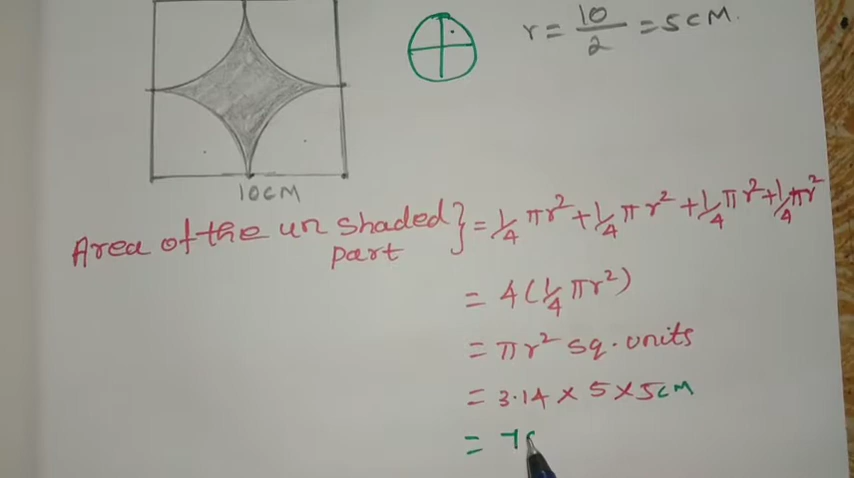 r = 10/2 = 5CM.
10CM
Area of the un shaded part} = 1/4 πr² + 1/4 πr² + 1/4 πr² + 1/4 πr²
= 4(1/4 πr²)
= πr² sq. units
= 3.14 × 5 × 5CM
= 7